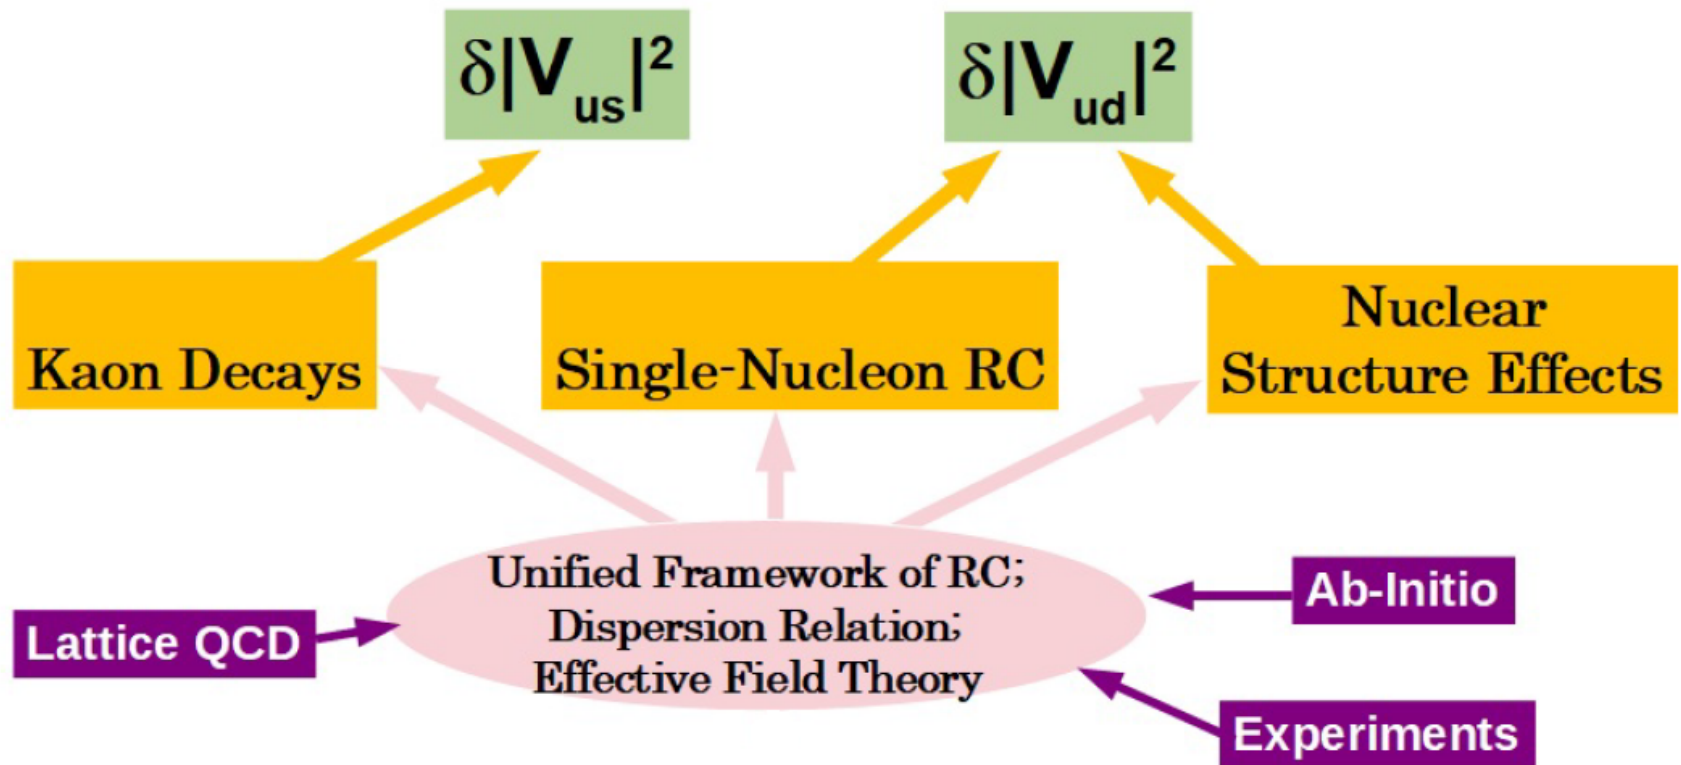 δ|V_us|²
δ|V_ud|²
Kaon Decays
Single-Nucleon RC
Nuclear
Structure Effects
Unified Framework of RC;
Dispersion Relation;
Effective Field Theory
Lattice QCD
Ab-Initio
Experiments